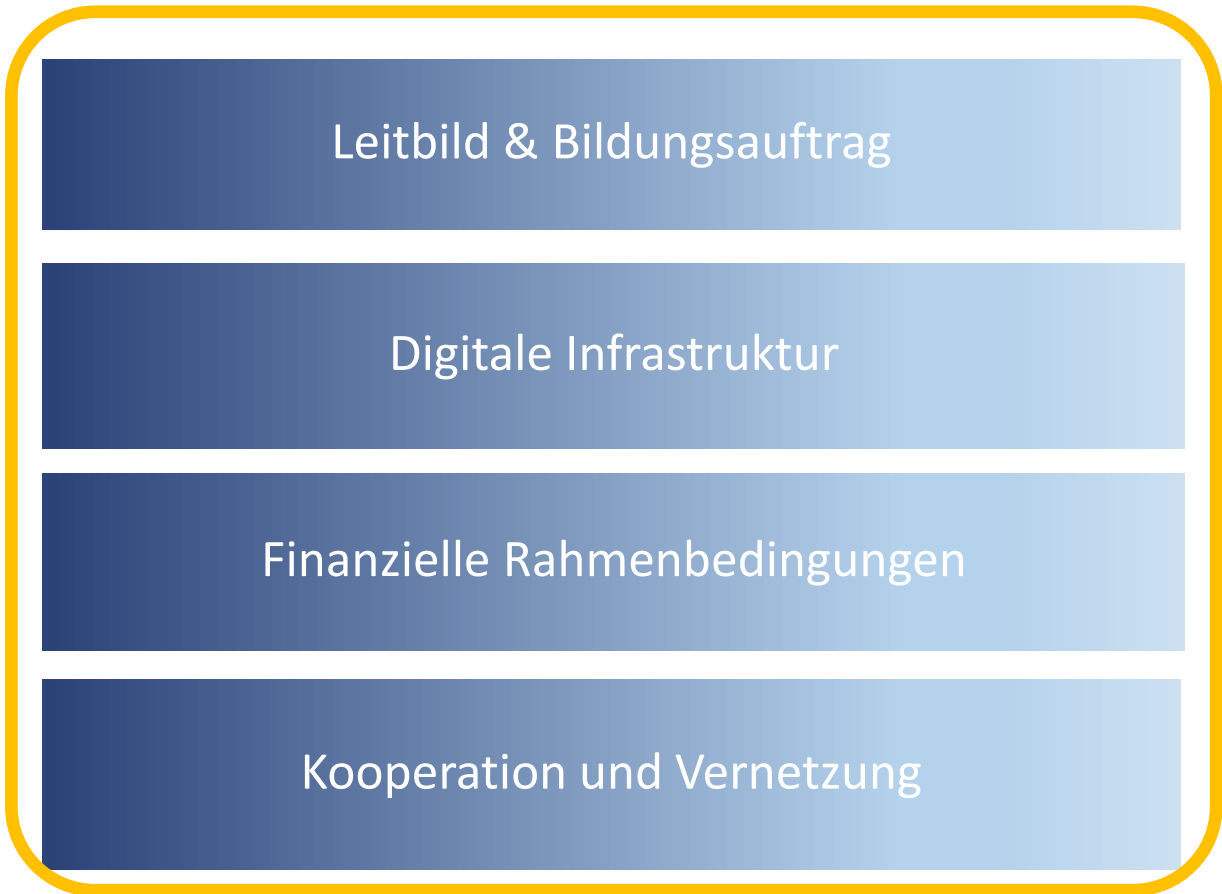 Leitbild & Bildungsauftrag
Digitale Infrastruktur
Finanzielle Rahmenbedingungen
Kooperation und Vernetzung